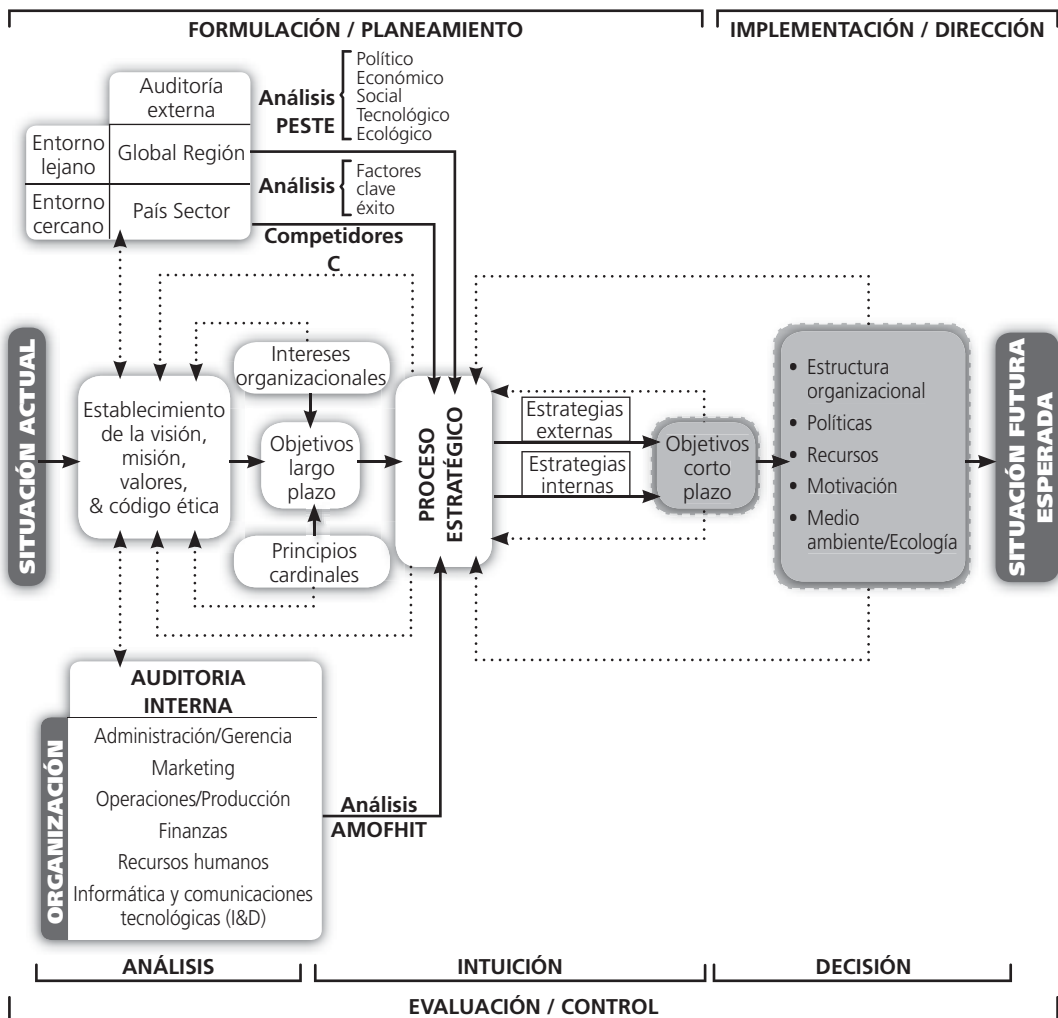 FORMULACIÓN / PLANEAMIENTO
IMPLEMENTACIÓN / DIRECCIÓN
Auditoría
externa
Entorno
lejano
Global Región
Entorno
cercano
País Sector
Análisis
PESTE
Político
Económico
Social
Tecnológico
Ecológico
Análisis
Factores
clave
éxito
Competidores
C
SITUACIÓN ACTUAL
Establecimiento
de la visión,
misión,
valores,
& código ética
Intereses
organizacionales
Objetivos
largo
plazo
Principios
cardinales
PROCESO
ESTRATÉGICO
Estrategias
externas
Estrategias
internas
Objetivos
corto
plazo
• Estructura
organizacional
• Políticas
• Recursos
• Motivación
• Medio
ambiente/Ecología
SITUACIÓN FUTURA
ESPERADA
AUDITORIA
INTERNA
ORGANIZACIÓN
Administración/Gerencia
Marketing
Operaciones/Producción
Finanzas
Recursos humanos
Informática y comunicaciones
tecnológicas (I&D)
Análisis
AMOFHIT
ANÁLISIS
INTUICIÓN
DECISIÓN
EVALUACIÓN / CONTROL